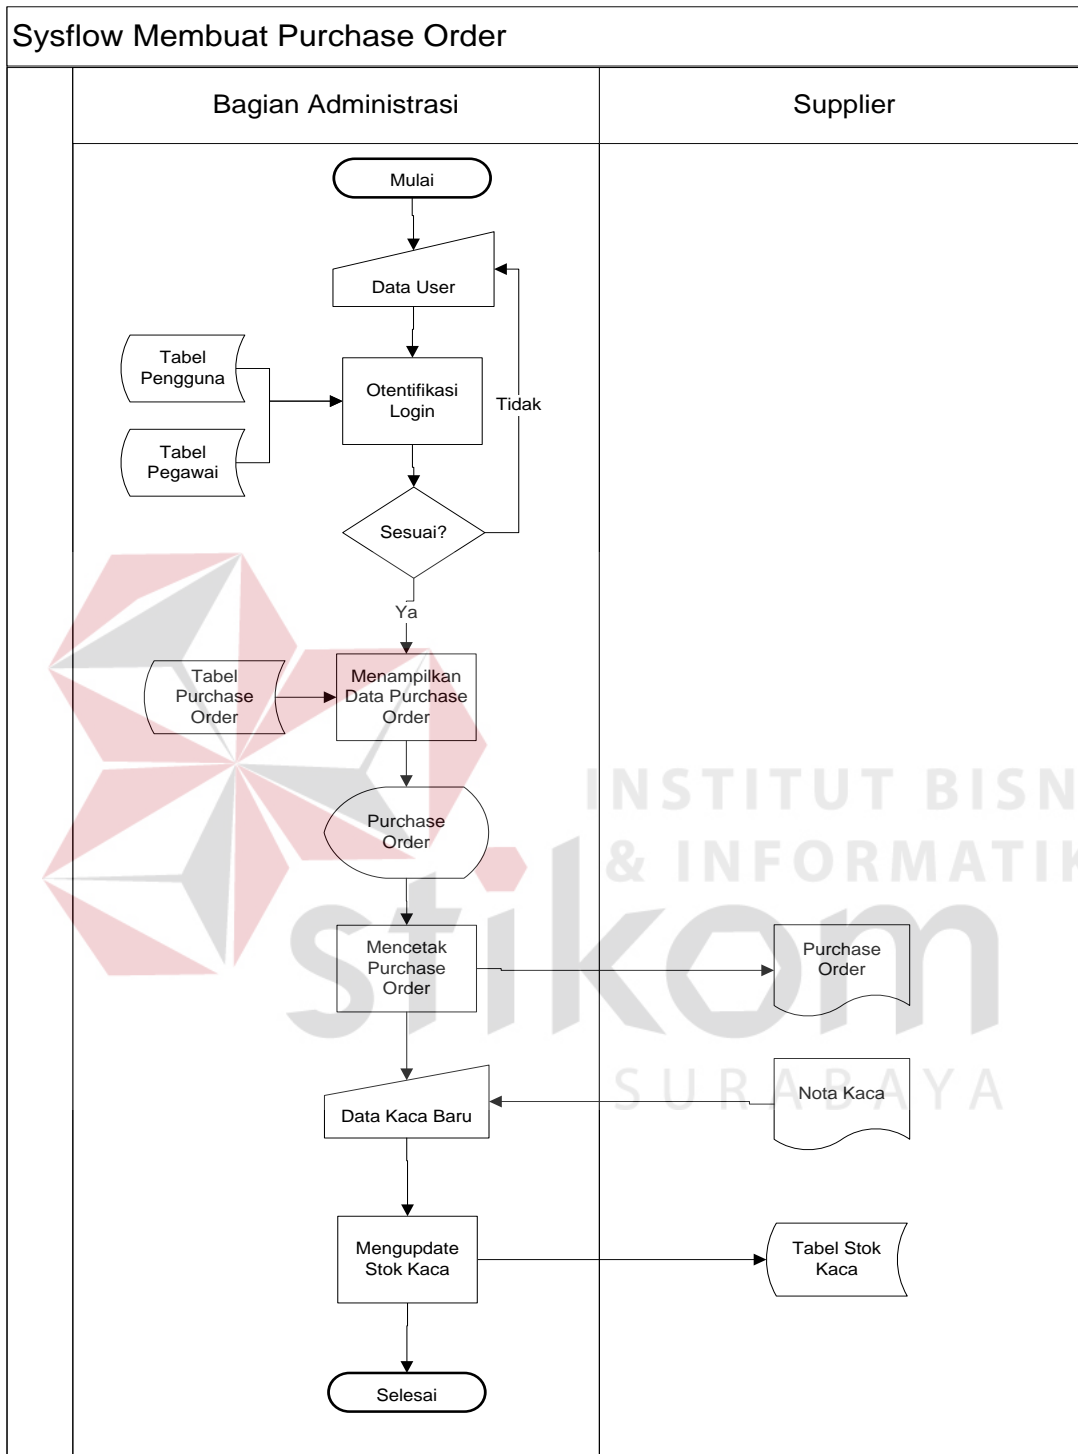 Sysflow Membuat Purchase Order
Bagian Administrasi
Supplier
Mulai
Data User
Tabel
Pengguna
Otentifikasi
Login
Tidak
Tabel
Pegawai
Sesuai?
Ya
Tabel
Purchase
Order
Menampilkan
Data Purchase
Order
Purchase
Order
INSTITUT BISN
& INFORMATIK
stikom
SURABAYA
Mencetak
Purchase
Order
Purchase
Order
Data Kaca Baru
Nota Kaca
Mengupdate
Stok Kaca
Tabel Stok
Kaca
Selesai